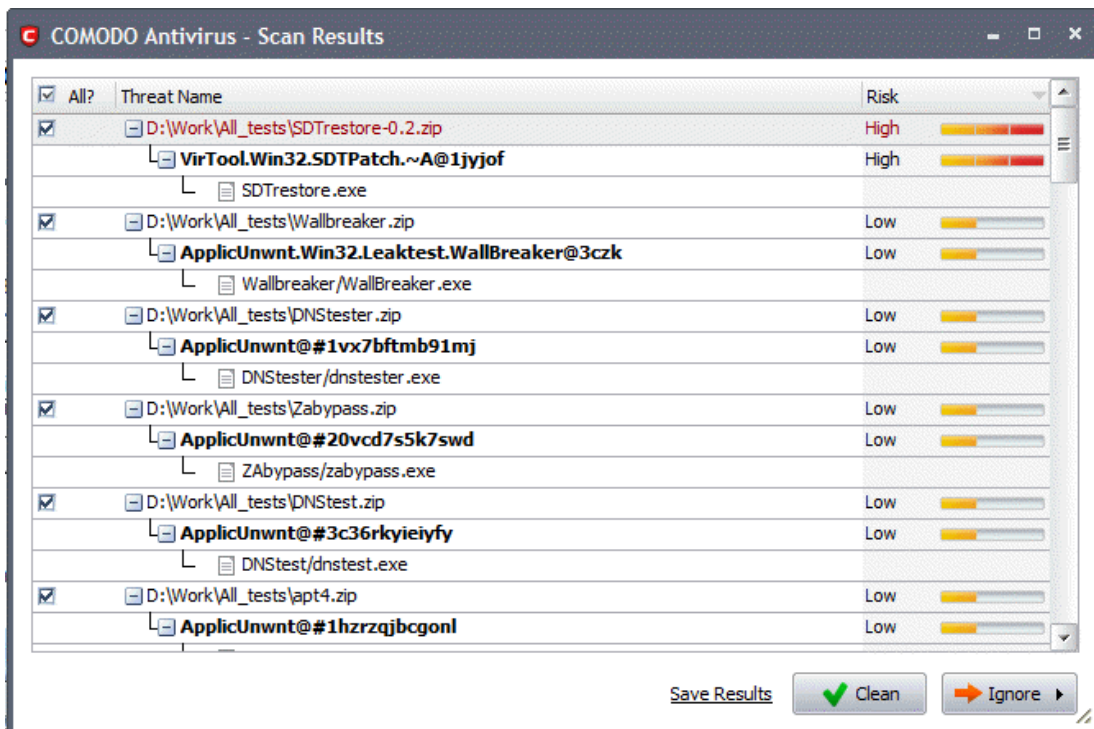 COMODO Antivirus - Scan Results
All? Threat Name Risk
D:\Work\All_tests\SDTrestore-0.2.zip High
VirTool.Win32.SDTPatch.~A@1jyjof High
SDTrestore.exe
D:\Work\All_tests\Wallbreaker.zip Low
ApplicUnwnt.Win32.Leaktest.WallBreaker@3czk Low
Wallbreaker/WallBreaker.exe
D:\Work\All_tests\DNStester.zip Low
ApplicUnwnt@#1vx7bftmb91mj Low
DNStester/dnstester.exe
D:\Work\All_tests\Zabypass.zip Low
ApplicUnwnt@#20vcd7s5k7swd Low
ZAbypass/zabypass.exe
D:\Work\All_tests\DNStest.zip Low
ApplicUnwnt@#3c36rkyieiyfy Low
DNStest/dnstest.exe
D:\Work\All_tests\apt4.zip Low
ApplicUnwnt@#1hzrzqjbcgonl Low
Save Results Clean Ignore